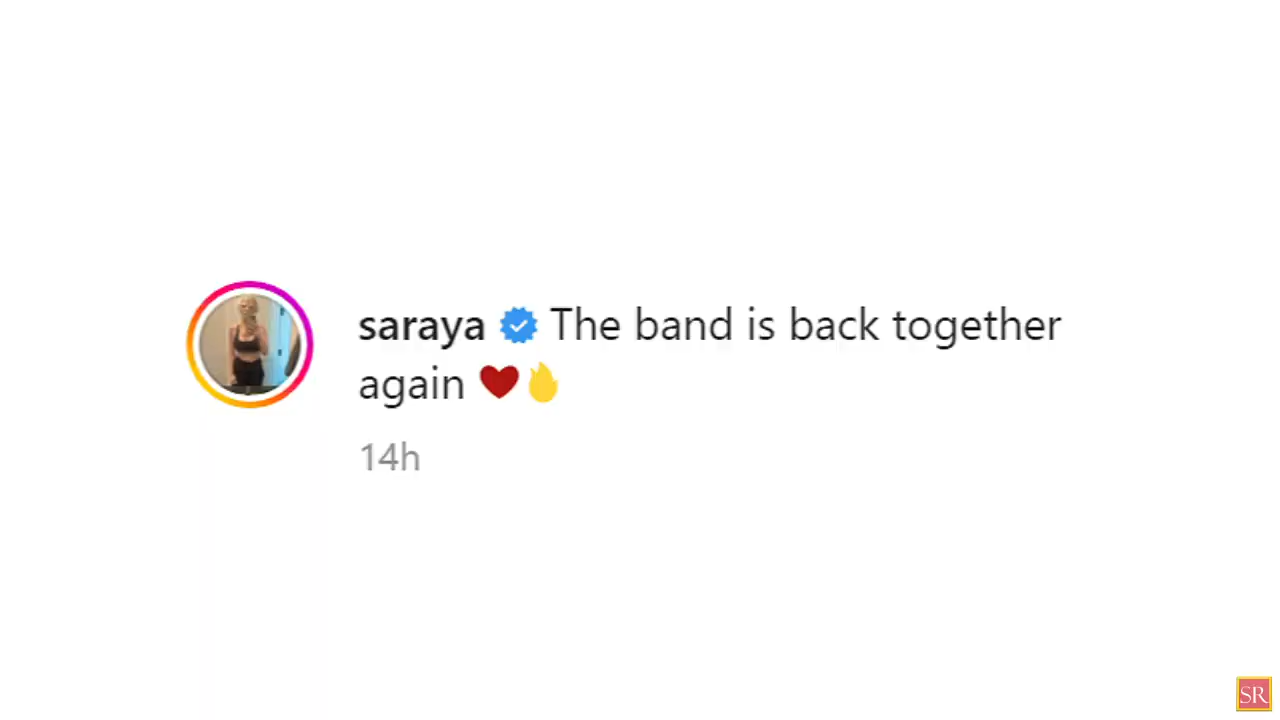 saraya The band is back together
again ❤️🔥
14h
SR